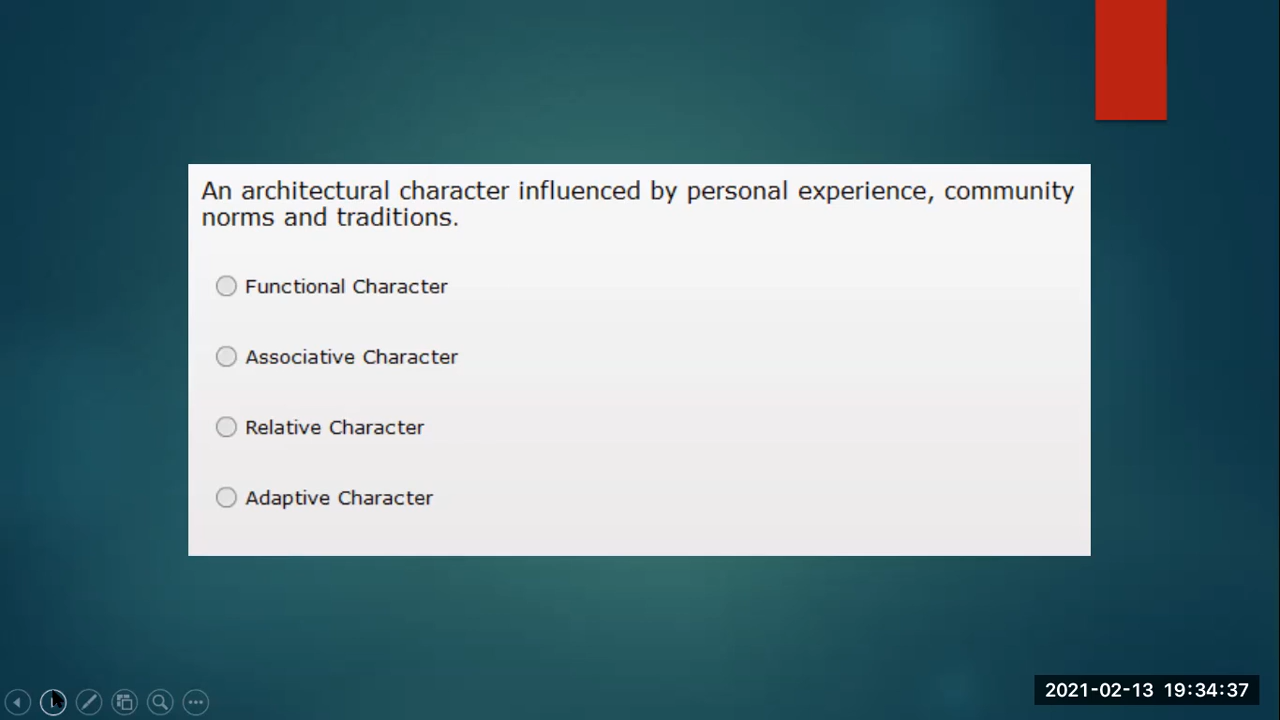 An architectural character influenced by personal experience, community
norms and traditions.
Functional Character
Associative Character
Relative Character
Adaptive Character
2021-02-13 19:34:37